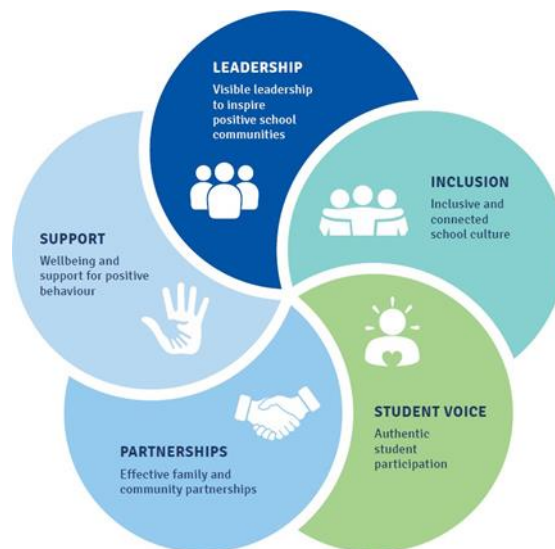 LEADERSHIP
Visible leadership
to inspire
positive school
communities
INCLUSION
Inclusive and
connected
school culture
STUDENT VOICE
Authentic
student
participation
PARTNERSHIPS
Effective family and
community partnerships
SUPPORT
Wellbeing and
support for positive
behaviour